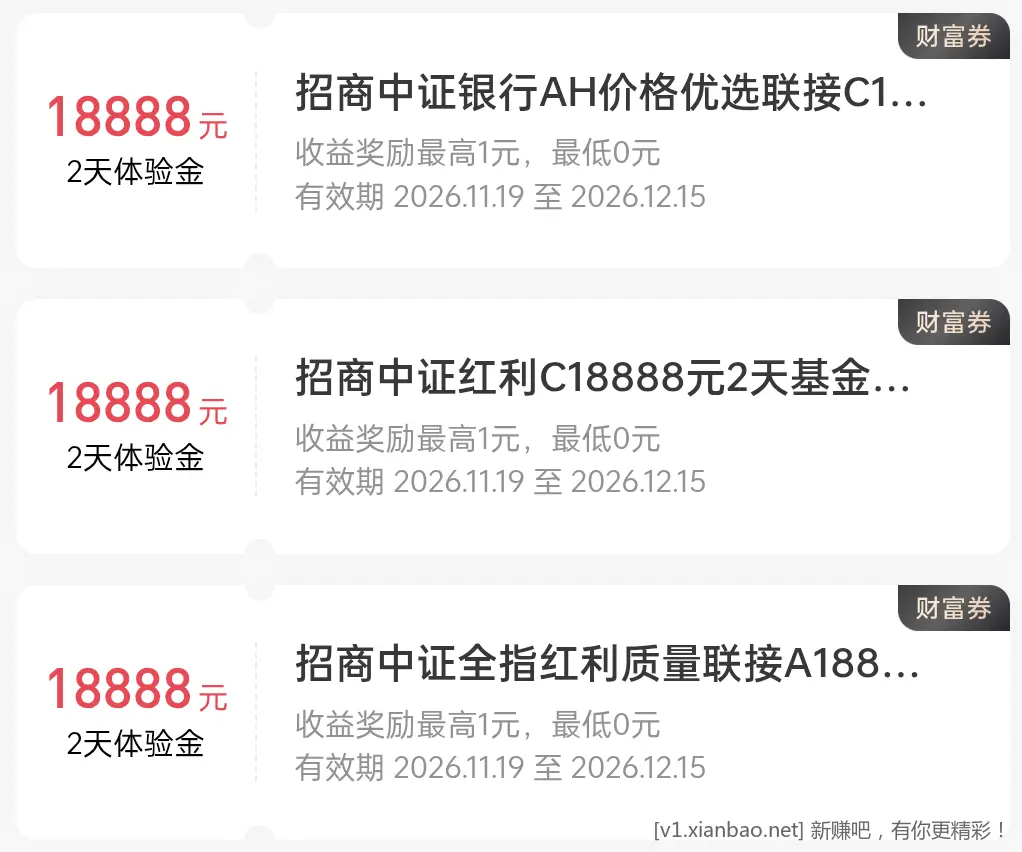 财富券
招商中证银行AH价格优选联接C1...
18888元
收益奖励最高1元，最低0元
2天体验金
有效期 2026.11.19 至 2026.12.15
财富券
招商中证红利C18888元2天基金...
18888元
收益奖励最高1元，最低0元
2天体验金
有效期 2026.11.19 至 2026.12.15
财富券
招商中证全指红利质量联接A188...
18888元
收益奖励最高1元，最低0元
2天体验金
有效期 2026.11.19 至 2026.12.15
[v1.xianbao.net] 新赚吧，有你更精彩！